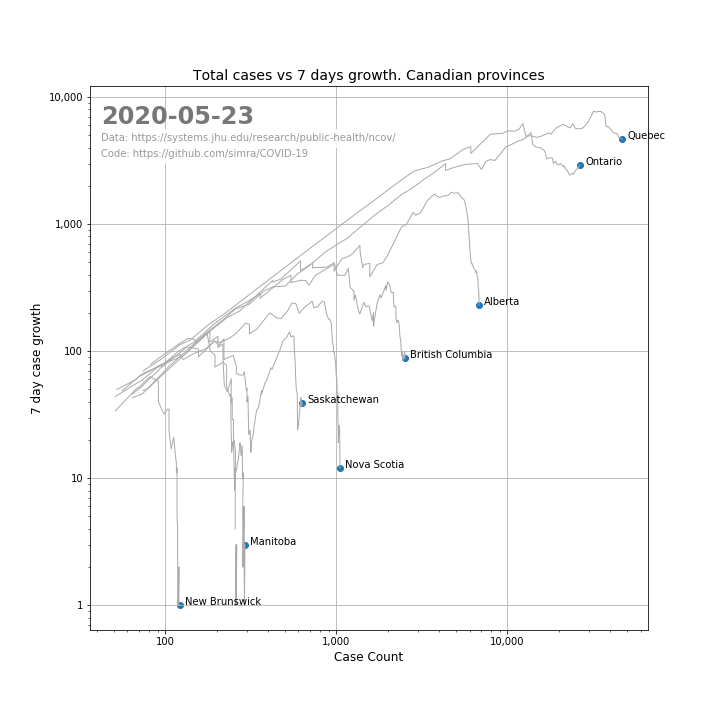 Total cases vs 7 days growth. Canadian provinces
10,000
2020-05-23
Data: https://systems.jhu.edu/research/public-health/ncov/
Code: https://github.com/simra/COVID-19
Quebec
Ontario
1,000
Alberta
7 day case growth
100
British Columbia
Saskatchewan
Nova Scotia
10
Manitoba
New Brunswick
1
100
1,000
10,000
Case Count